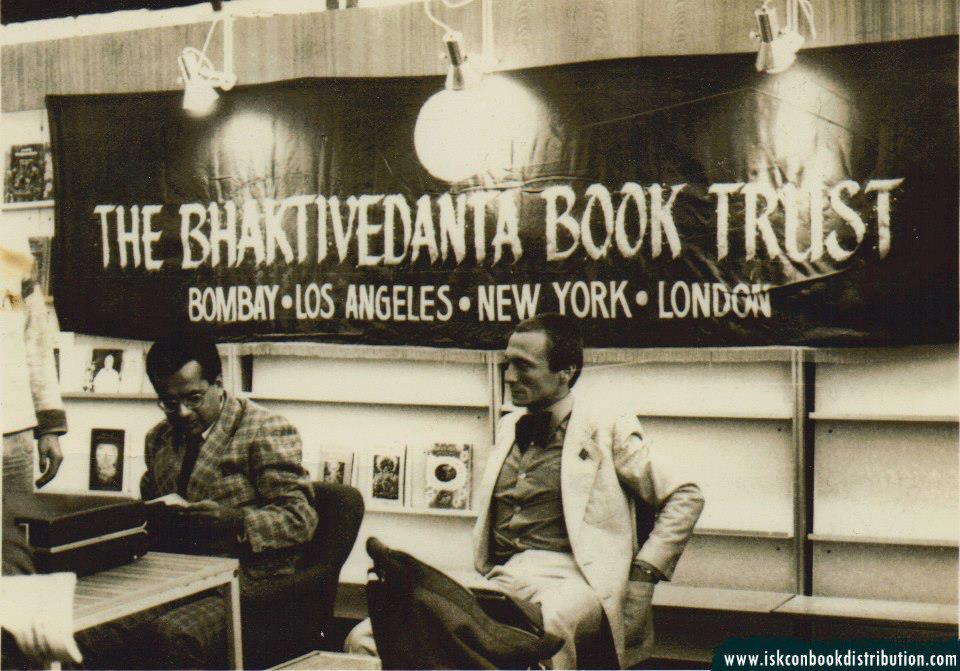 THE BHAKTIVEDANTA BOOK TRUST
BOMBAY • LOS ANGELES • NEW YORK • LONDON
www.iskconbookdistribution.com